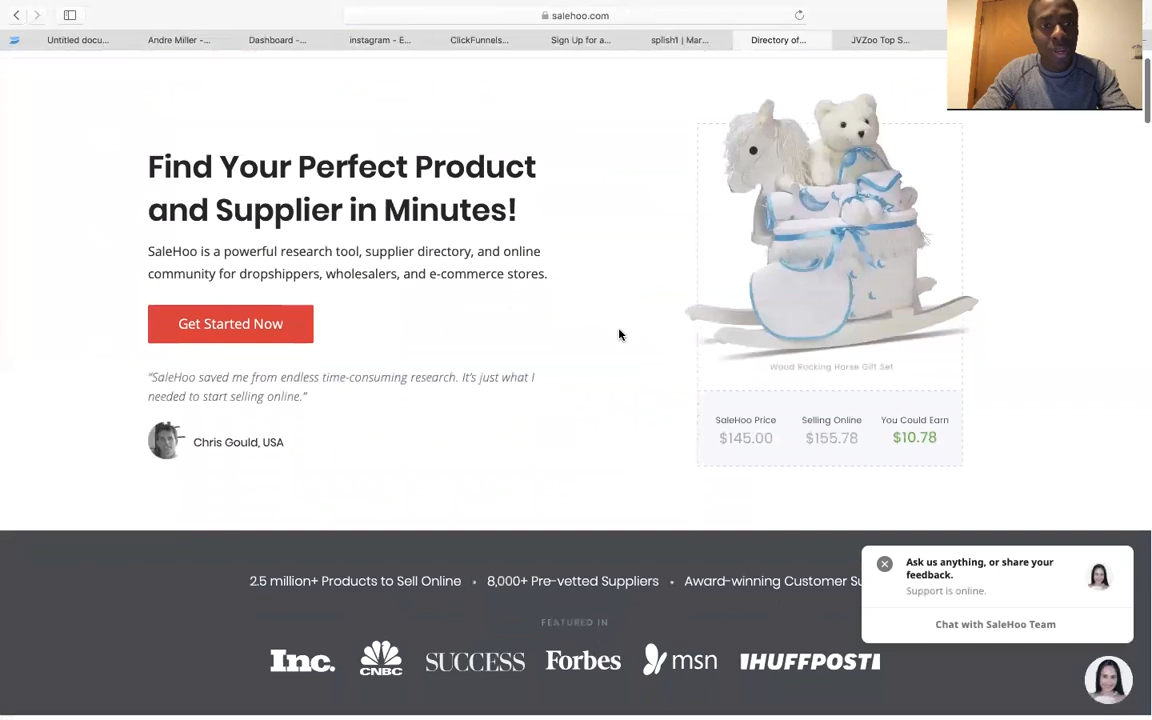 salehoo.com
Untitled docu...
Andre Miller -...
Dashboard -...
instagram - E...
ClickFunnels...
Sign Up for a...
splish1 | Mar...
Directory of...
JVZoo Top S...
Find Your Perfect Product
and Supplier in Minutes!
SaleHoo is a powerful research tool, supplier directory, and online
community for dropshippers, wholesalers, and e-commerce stores.
Get Started Now
“SaleHoo saved me from endless time-consuming research. It’s just what I
needed to start selling online.”
Chris Gould, USA
Wood Rocking Horse Gift Set
SaleHoo Price
Selling Online
You Could Earn
$145.00
$155.78
$10.78
2.5 million+ Products to Sell Online • 8,000+ Pre-vetted Suppliers • Award-winning Customer Su
FEATURED IN
Inc.
CNBC
SUCCESS
Forbes
msn
IHUFFPOSTI
Ask us anything, or share your
feedback.
Support is online.
Chat with SaleHoo Team